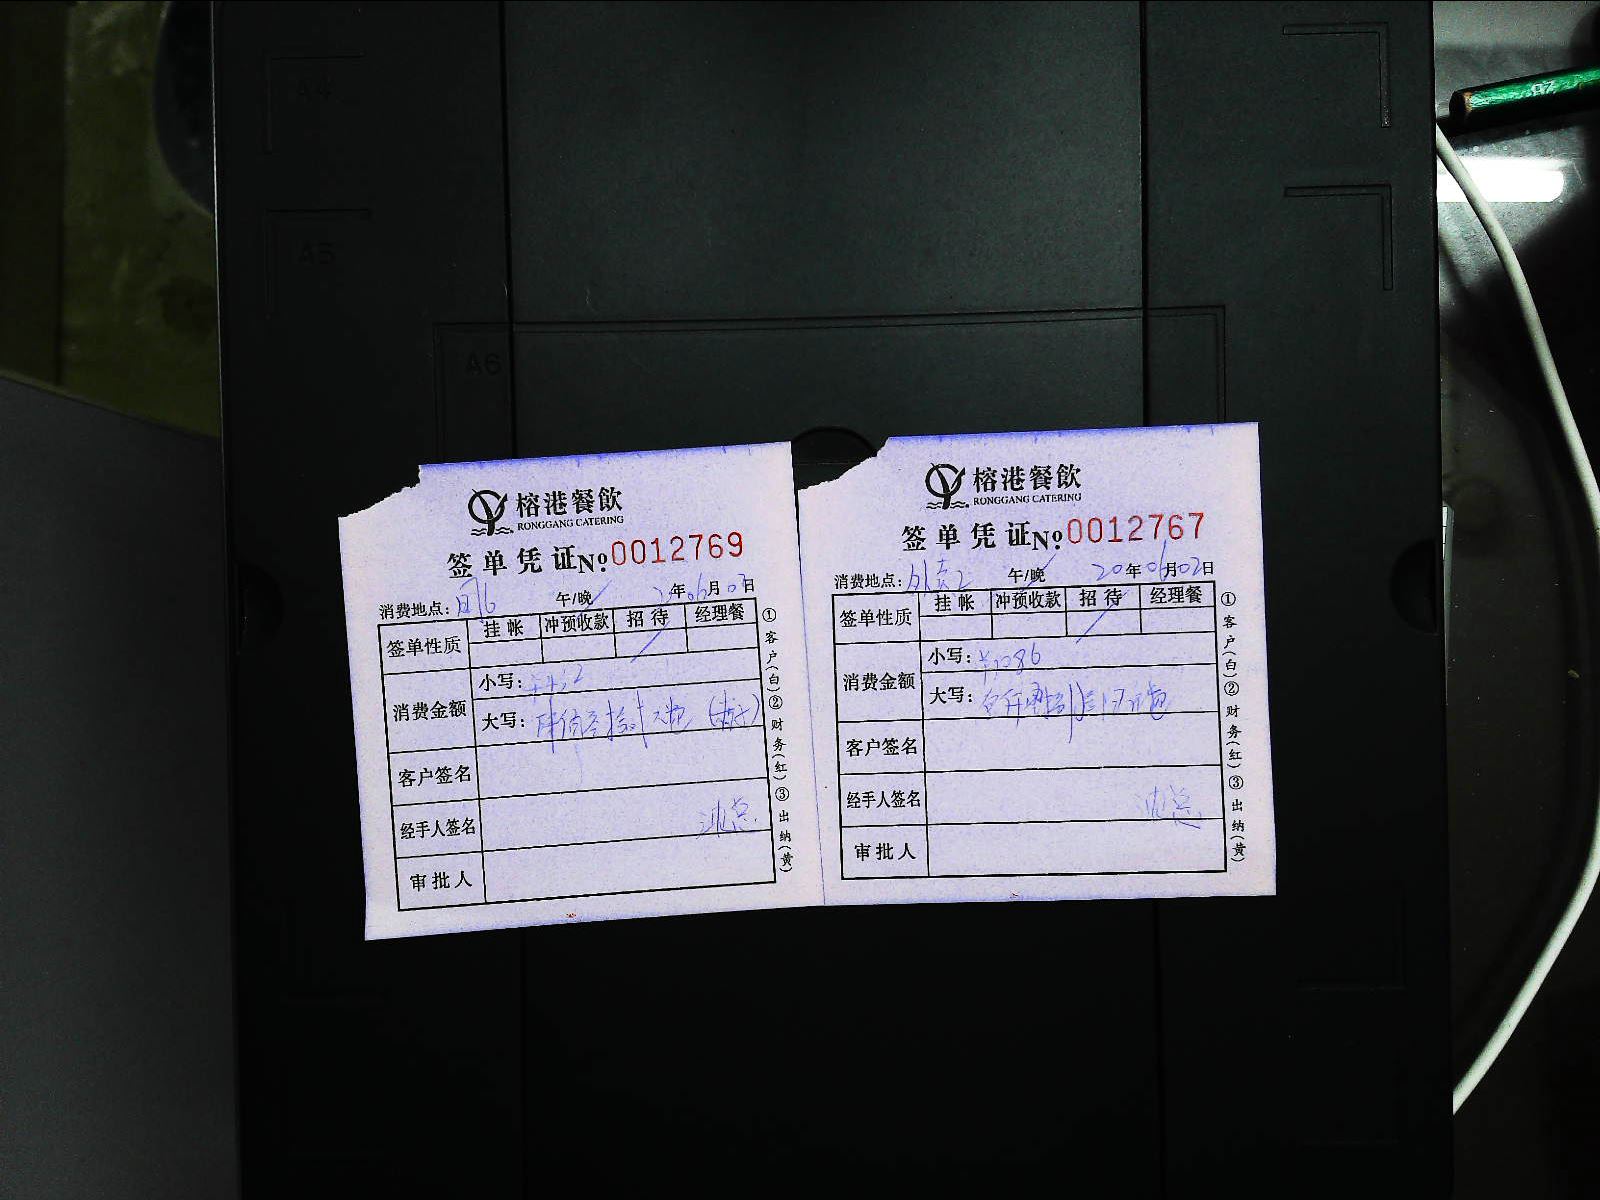 A4
A5
A6
榕港餐飲
RONGGANG CATERING
签单凭证№0012769
消费地点: 午/晚 年06月03日
签单性质 挂帐 冲预收款 招待 经理餐
消费金额 小写:
大写:
客户签名
经手人签名
审批人
①客户(白)②财务(红)③出纳(黄)
榕港餐飲
RONGGANG CATERING
签单凭证№0012767
消费地点: 午/晚 20年06月02日
签单性质 挂帐 冲预收款 招待 经理餐
消费金额 小写:
大写:
客户签名
经手人签名
审批人
①客户(白)②财务(红)③出纳(黄)